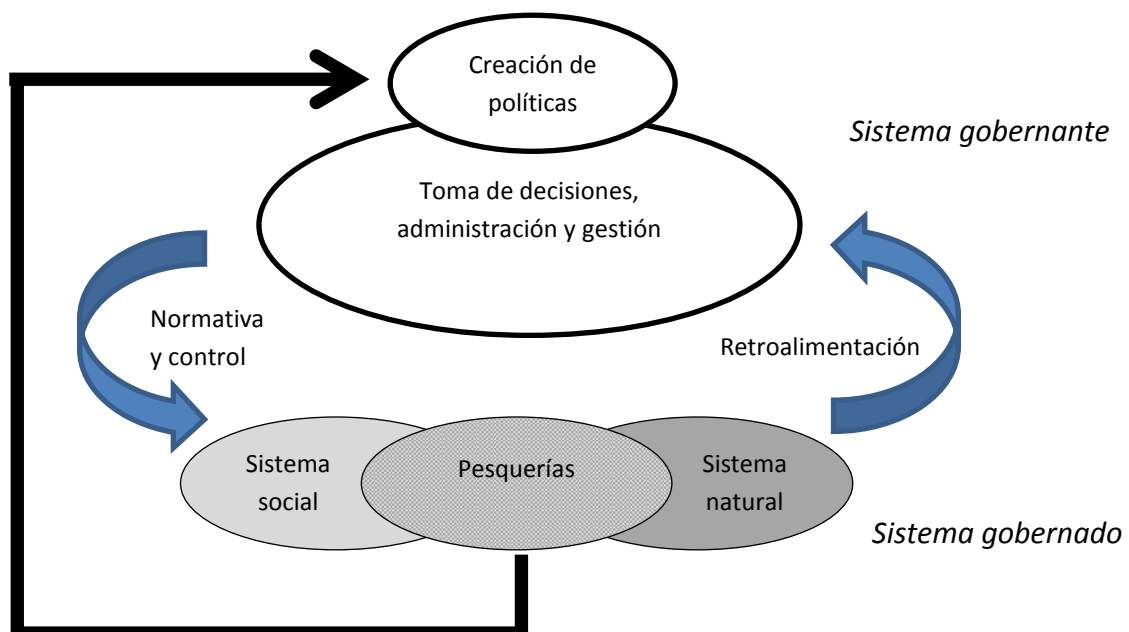 Creación de
políticas
Sistema gobernante
Toma de decisiones,
administración y gestión
Normativa
y control
Retroalimentación
Sistema
social
Pesquerías
Sistema
natural
Sistema gobernado